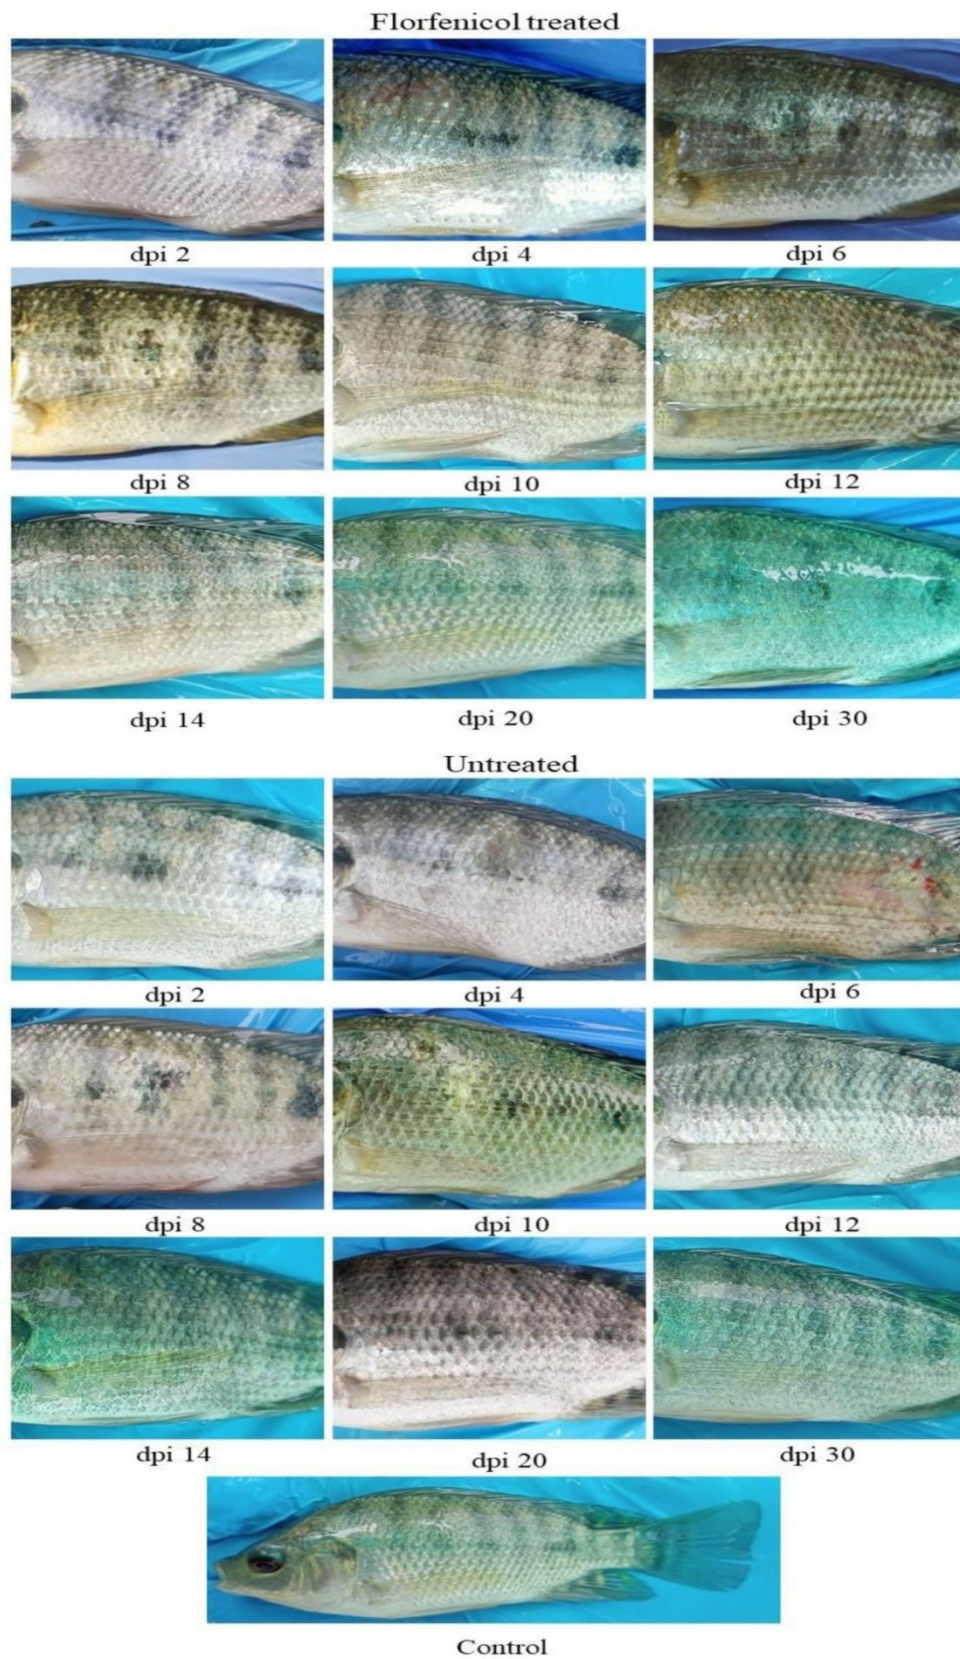 Florfenicol treated
dpi 2 dpi 4 dpi 6
dpi 8 dpi 10 dpi 12
dpi 14 dpi 20 dpi 30
Untreated
dpi 2 dpi 4 dpi 6
dpi 8 dpi 10 dpi 12
dpi 14 dpi 20 dpi 30
Control